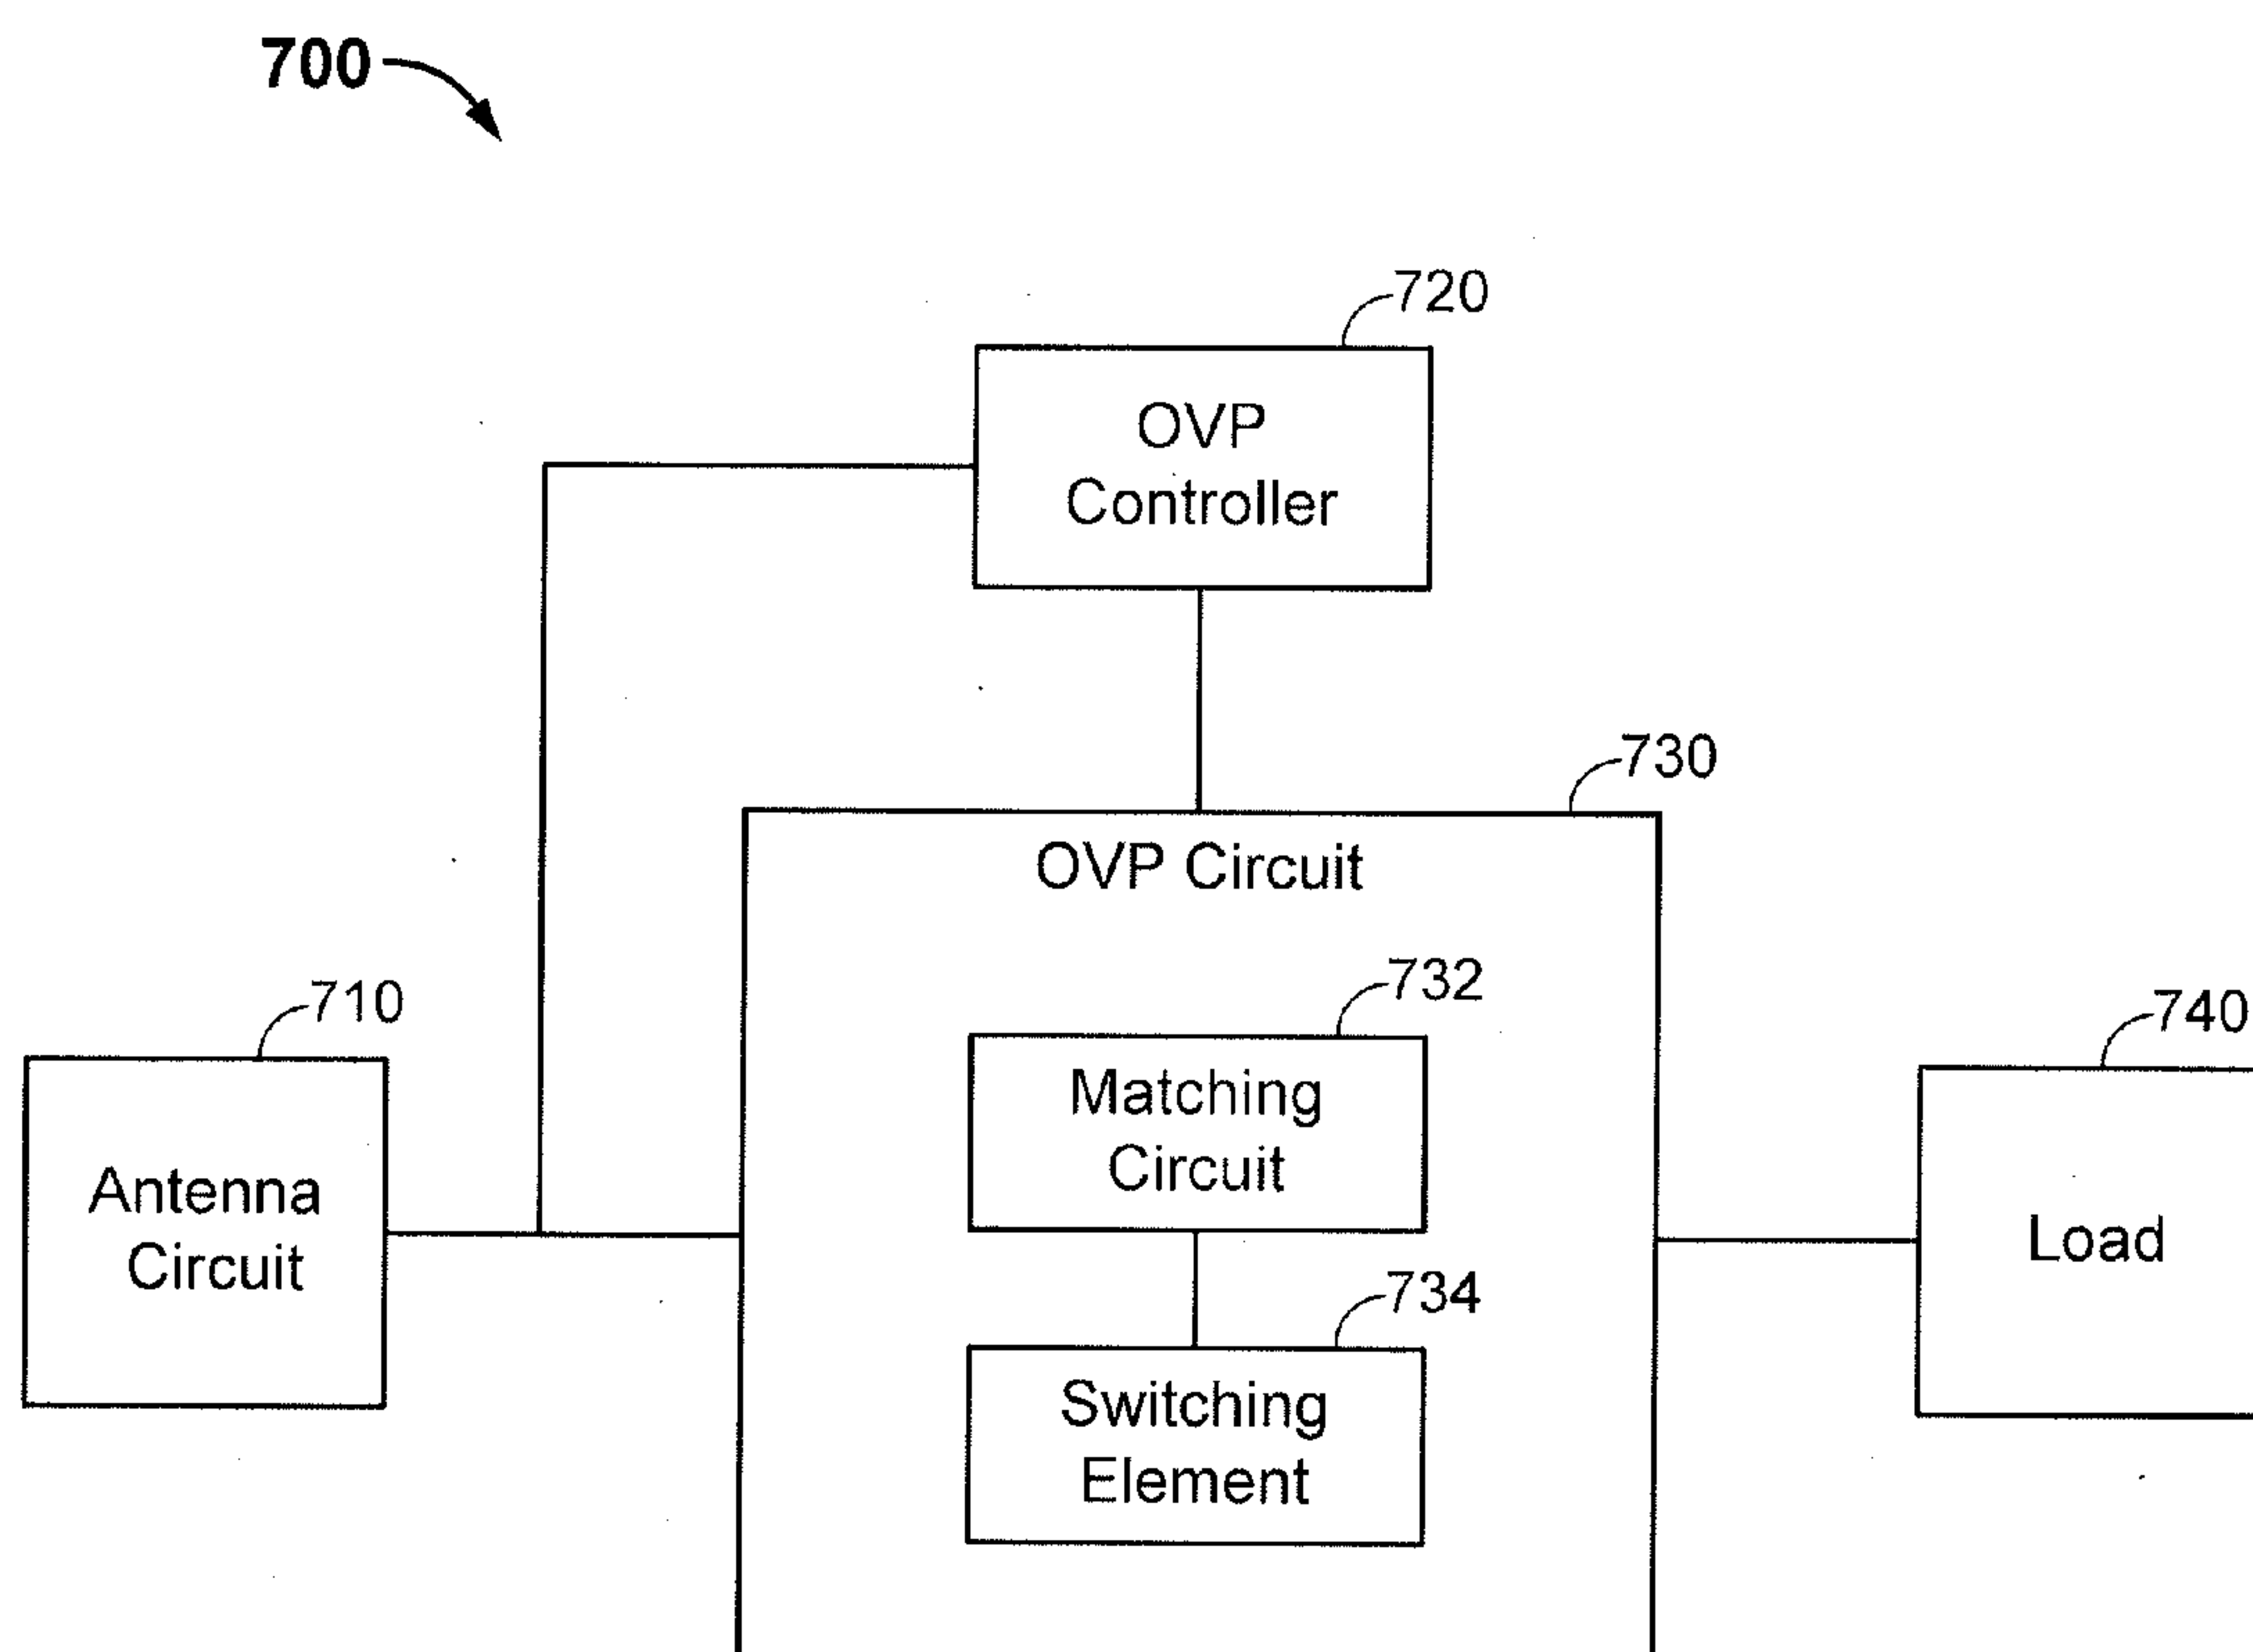 700
720
OVP
Controller
730
OVP Circuit
732
Matching
Circuit
734
Switching
Element
710
Antenna
Circuit
740
Load